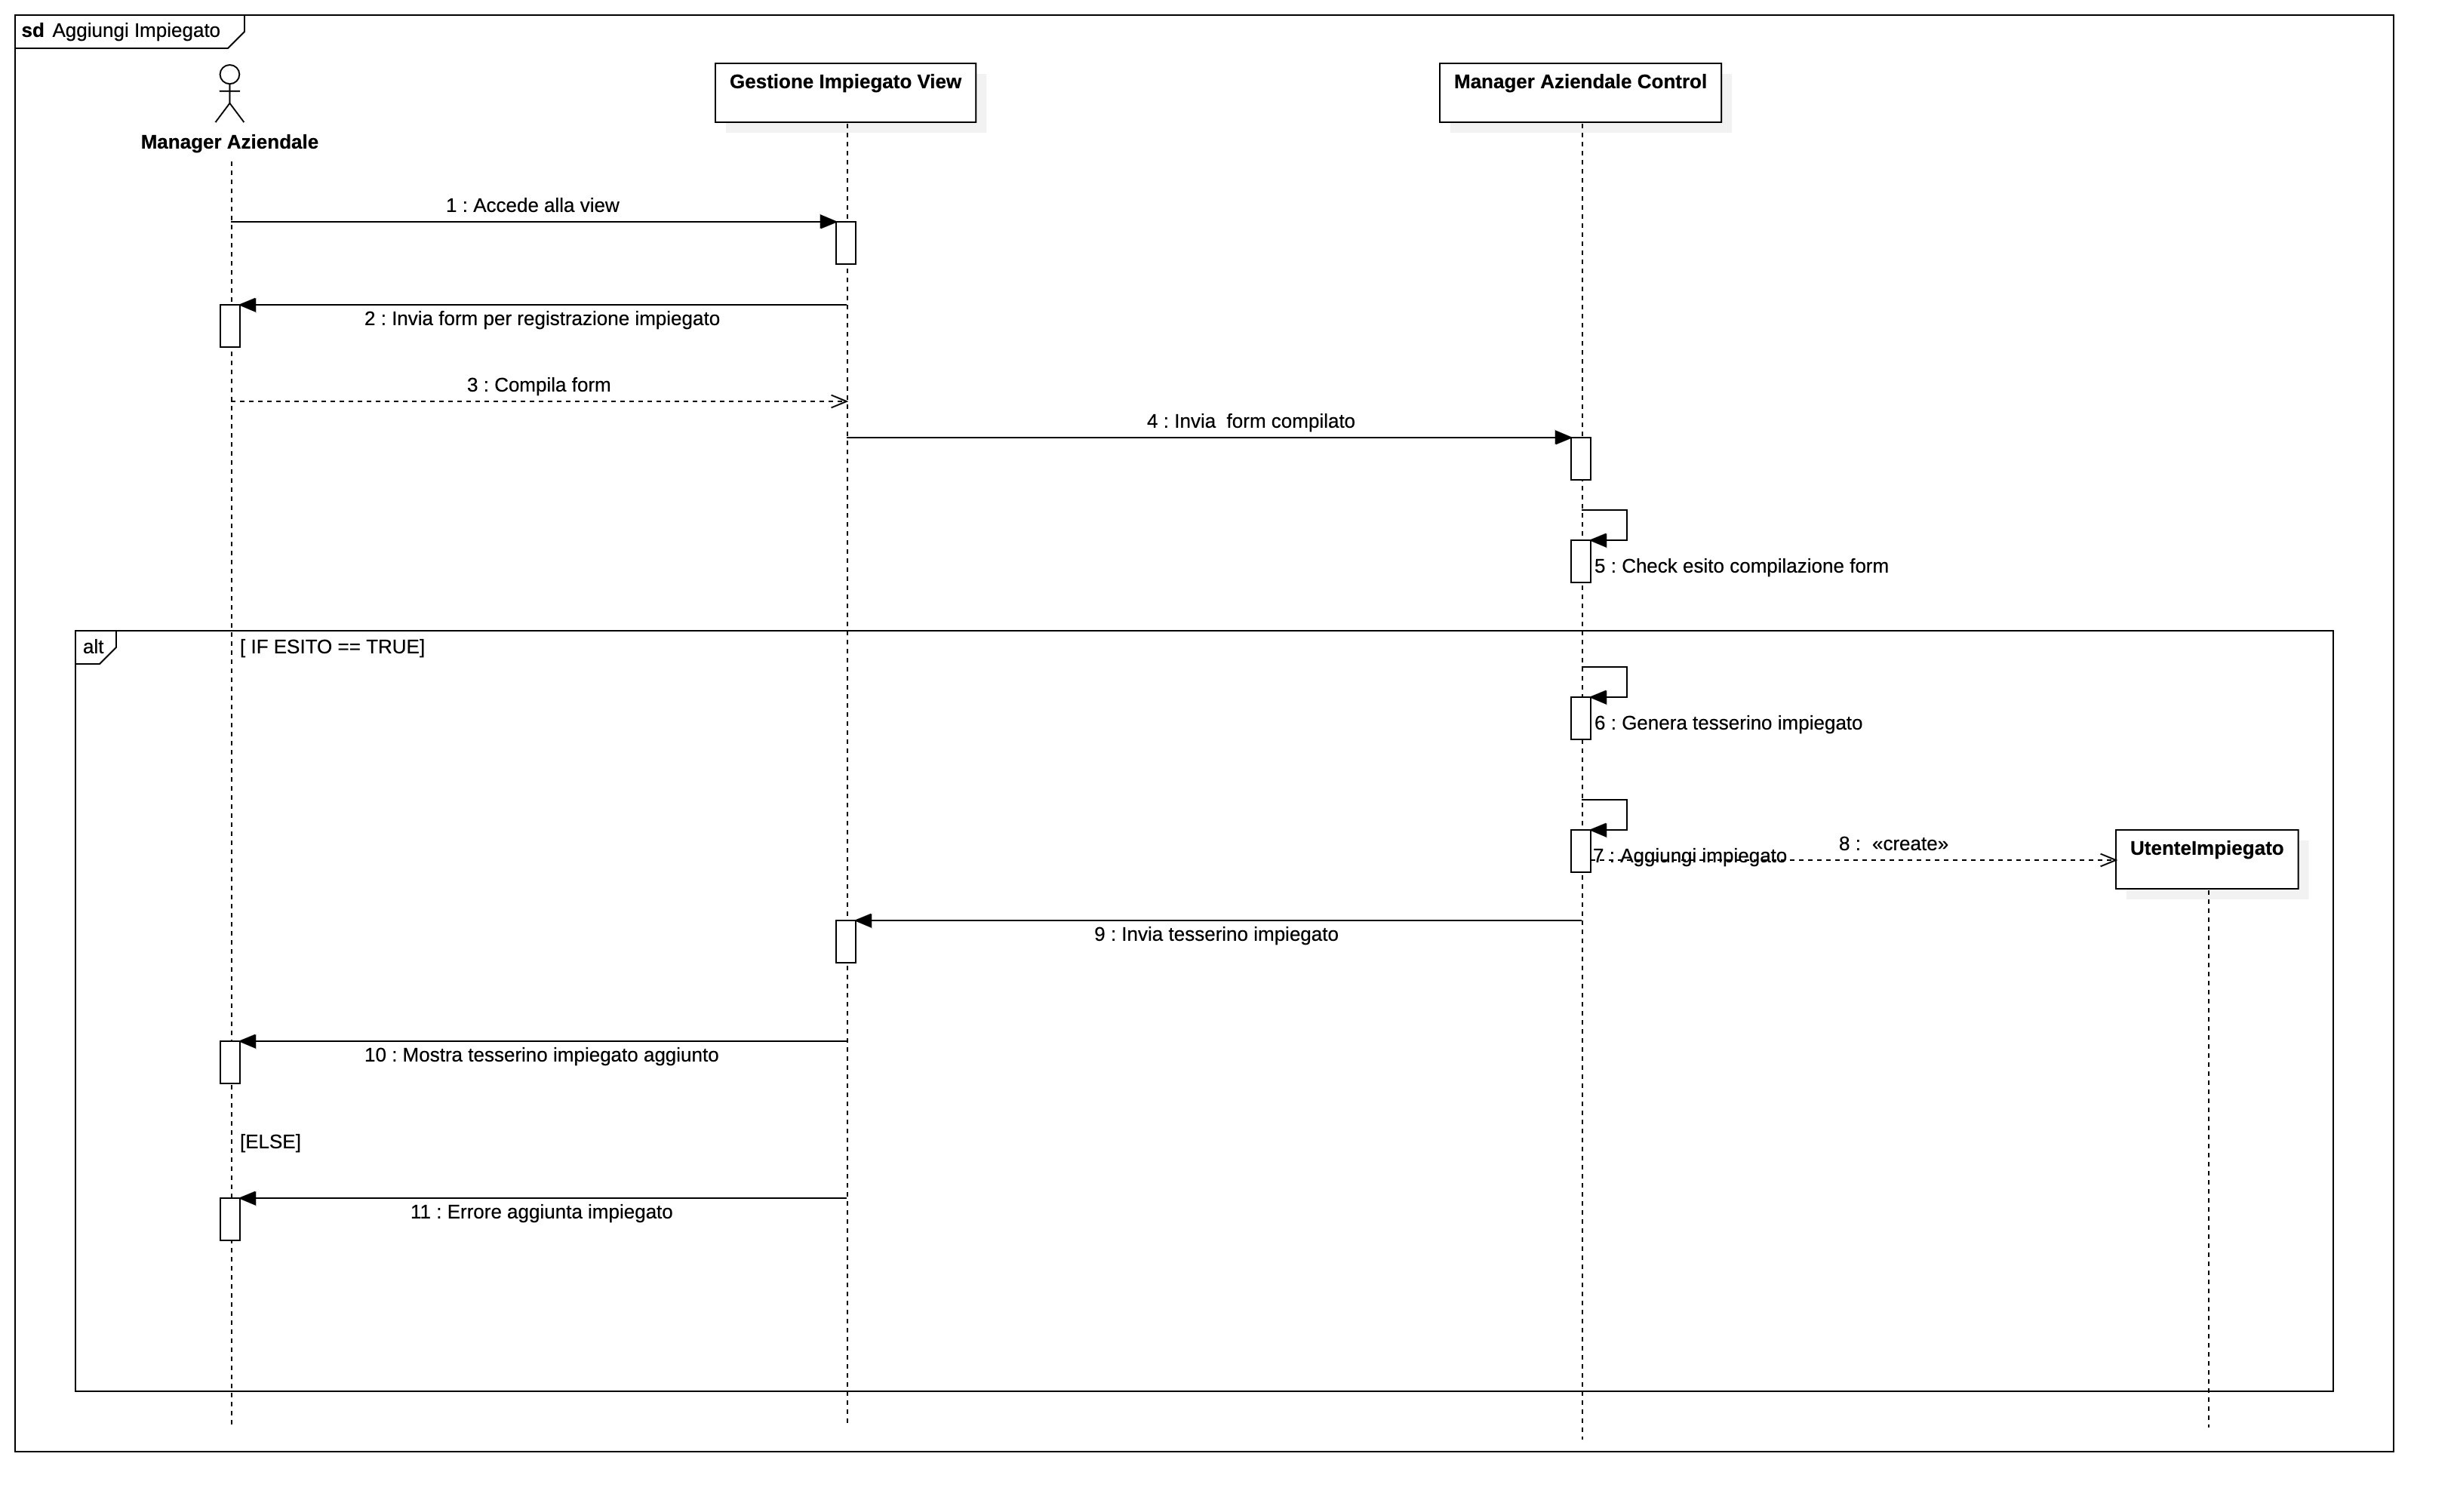 sd Aggiungi Impiegato
Gestione Impiegato View
Manager Aziendale Control
Manager Aziendale
1 : Accede alla view
2 : Invia form per registrazione impiegato
3 : Compila form
4 : Invia  form compilato
5 : Check esito compilazione form
alt
[ IF ESITO == TRUE]
6 : Genera tesserino impiegato
7 : Aggiungi impiegato
8 :  «create»
UtenteImpiegato
9 : Invia tesserino impiegato
10 : Mostra tesserino impiegato aggiunto
[ELSE]
11 : Errore aggiunta impiegato